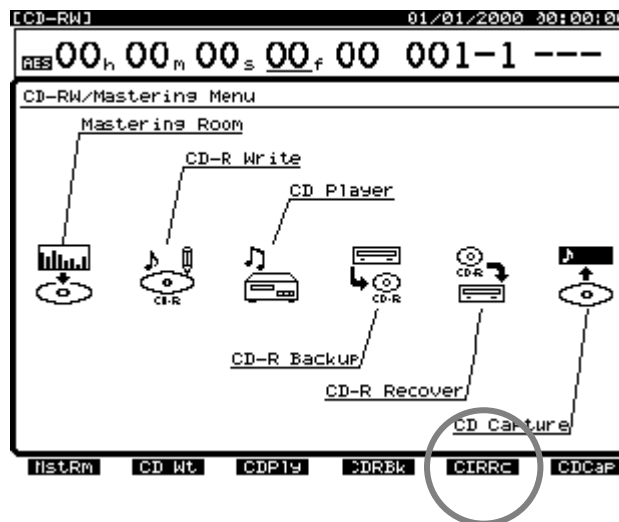 [CD-RW] 01/01/2000 00:00:00
AES 00h 00m 00s 00f 00 001-1 ---
CD-RW/Mastering Menu
Mastering Room
CD-R Write
CD Player
CD-R
CD-R
CD-R
CD-R Backup
CD-R Recover
CD Capture
MstRm CD Wt CDPly CDRBk CDRRc CDCap